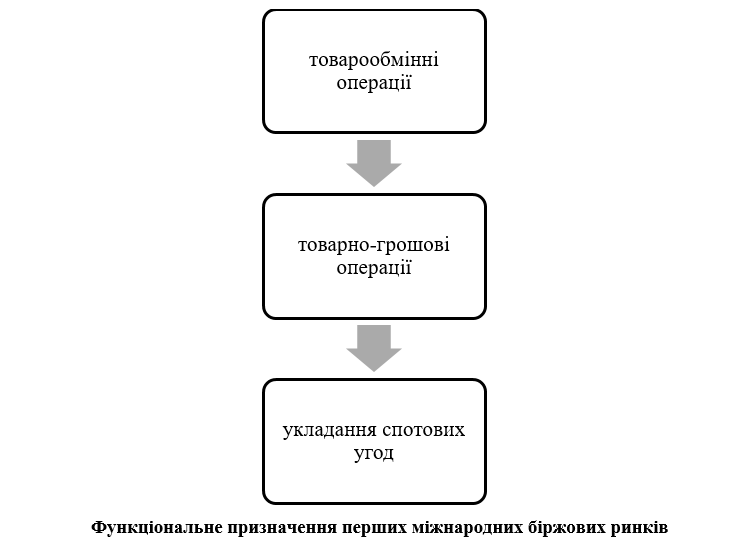 товарообмінні
операції
товарно-грошові
операції
укладання спотових
угод
Функціональне призначення перших міжнародних біржових ринків